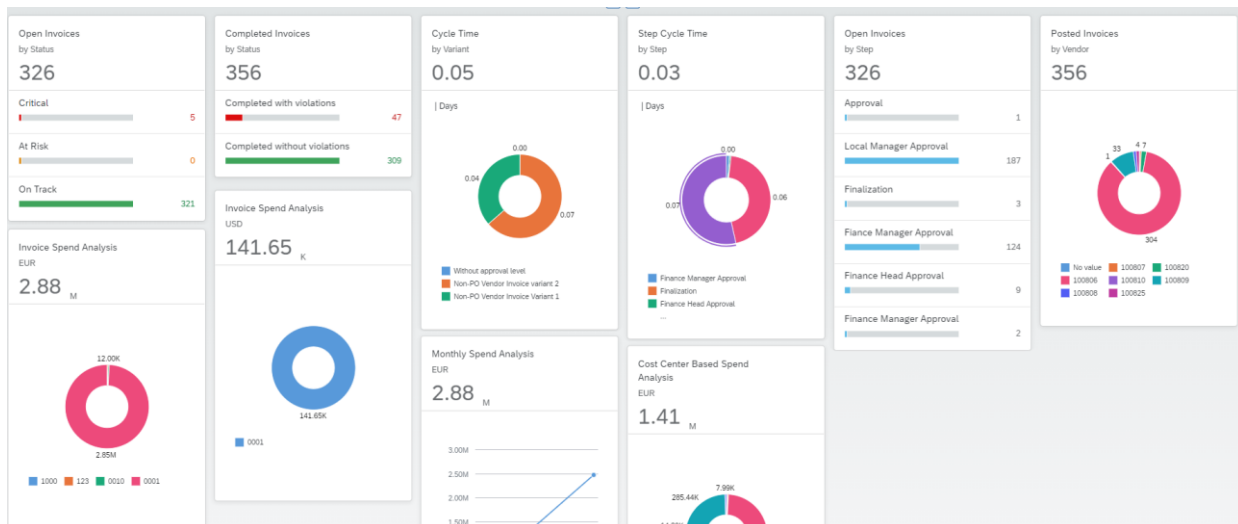 Open Invoices
by Status
326
Critical
5
At Risk
0
On Track
321
Invoice Spend Analysis
EUR
2.88 M
12.00K
2.85M
1000 123 0010 0001
Completed Invoices
by Status
356
Completed with violations
47
Completed without violations
309
Invoice Spend Analysis
USD
141.65 K
141.65K
0001
Cycle Time
by Variant
0.05
| Days
0.00
0.04
0.07
Without approval level
Non-PO Vendor Invoice variant 2
Non-PO Vendor Invoice Variant 1
Monthly Spend Analysis
EUR
2.88 M
3.00M
2.50M
2.00M
1.50M
Step Cycle Time
by Step
0.03
| Days
0.00
0.06
0.07
Finance Manager Approval
Finalization
Finance Head Approval
...
Cost Center Based Spend
Analysis
EUR
1.41 M
7.99K
285.44K
Open Invoices
by Step
326
Approval
1
Local Manager Approval
187
Finalization
3
Fiance Manager Approval
124
Finance Head Approval
9
Finance Manager Approval
2
Posted Invoices
by Vendor
356
33 4 7
1
304
No value 100807 100820
100806 100810 100809
100808 100825